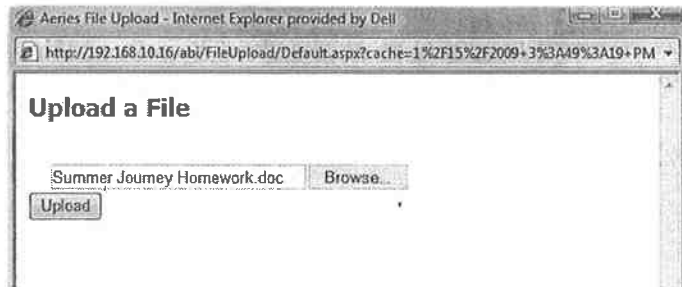 Aeries File Upload - Internet Explorer provided by Dell
http://192.168.10.16/abi/FileUpload/Default.aspx?cache=1%2F15%2F2009+3%3A49%3A19+PM
Upload a File
Summer Journey Homework.doc Browse...
Upload